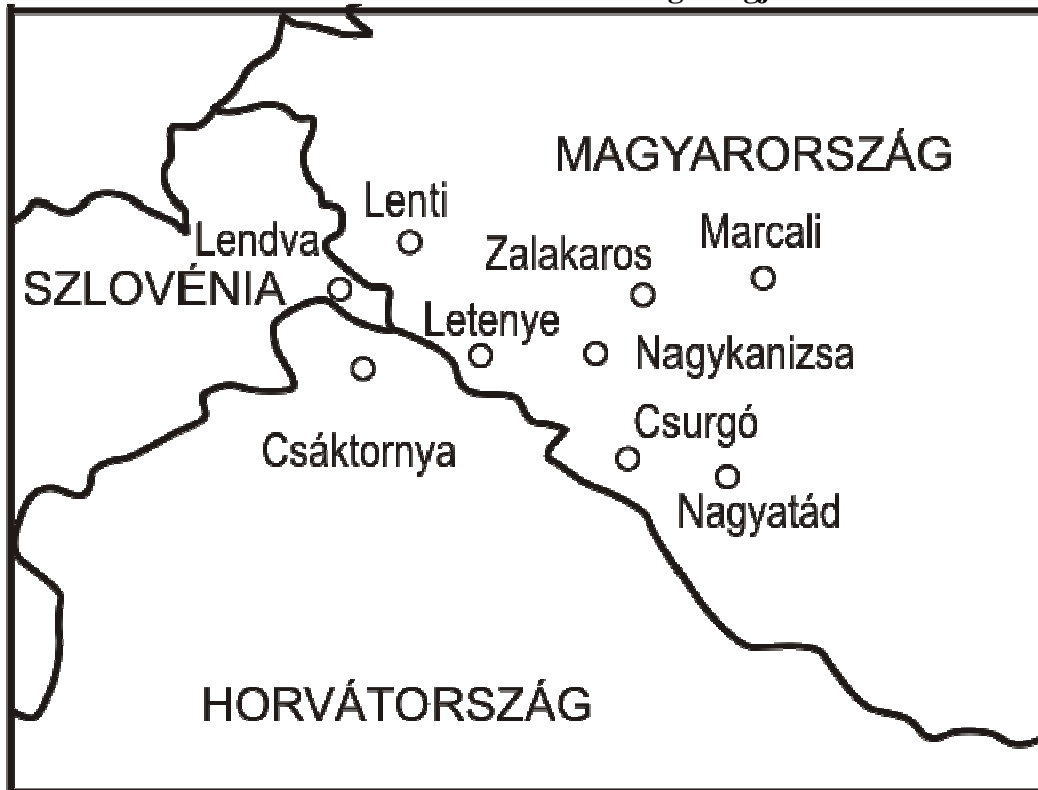 MAGYARORSZÁG
Lenti
Marcali
Lendva
Zalakaros
SZLOVÉNIA
Letenye
Nagykanizsa
Csurgó
Csáktornya
Nagyatád
HORVÁTORSZÁG